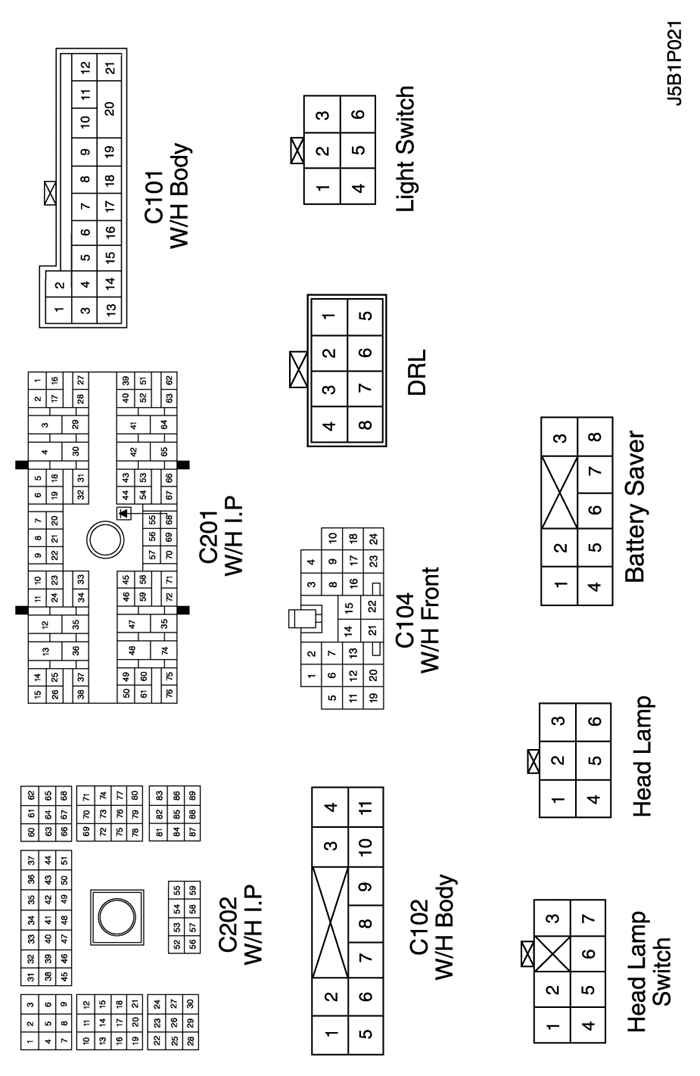 1 2 3
4 5 6
7 8 9
10 11 12
13 14 15
16 17 18
19 20 21
22 23 24
25 26 27
28 29 30
31 32 33 34 35 36 37
38 39 40 41 42 43 44
45 46 47 48 49 50 51
52 53 54 55
56 57 58 59
60 61 62
63 64 65
66 67 68
69 70 71
72 73 74
75 76 77
78 79 80
81 82 83
84 85 86
87 88 89
C202
W/H I.P
15 14 13 12 11 10 9 8 7 6 5 4 3 2 1
26 25 24 23 22 21 20 19 18 17 16
38 37 36 35 34 33 32 31 30 29 28 27
50 49 48 47 46 45 44 43 42 41 40 39
61 60 59 58 57 56 55 54 53 52 51
76 75 74 35 72 71 70 69 68 67 66 65 64 63 62
C201
W/H I.P
1 2
3 4 5 6 7 8 9 10 11 12
13 14 15 16 17 18 19 20 21
C101
W/H Body
1 2 3 4
5 6 7 8 9 10 11
C102
W/H Body
1 2 3 4
5 6 7 8 9 10
11 12 13 14 15 16 17 18
19 20 21 22 23 24
C104
W/H Front
4 3 2 1
8 7 6 5
DRL
1 2 3
4 5 6
Light Switch
1 2 3
4 5 6 7
Head Lamp
Switch
1 2 3
4 5 6
Head Lamp
1 2 3
4 5 6 7 8
Battery Saver
J5B1P021